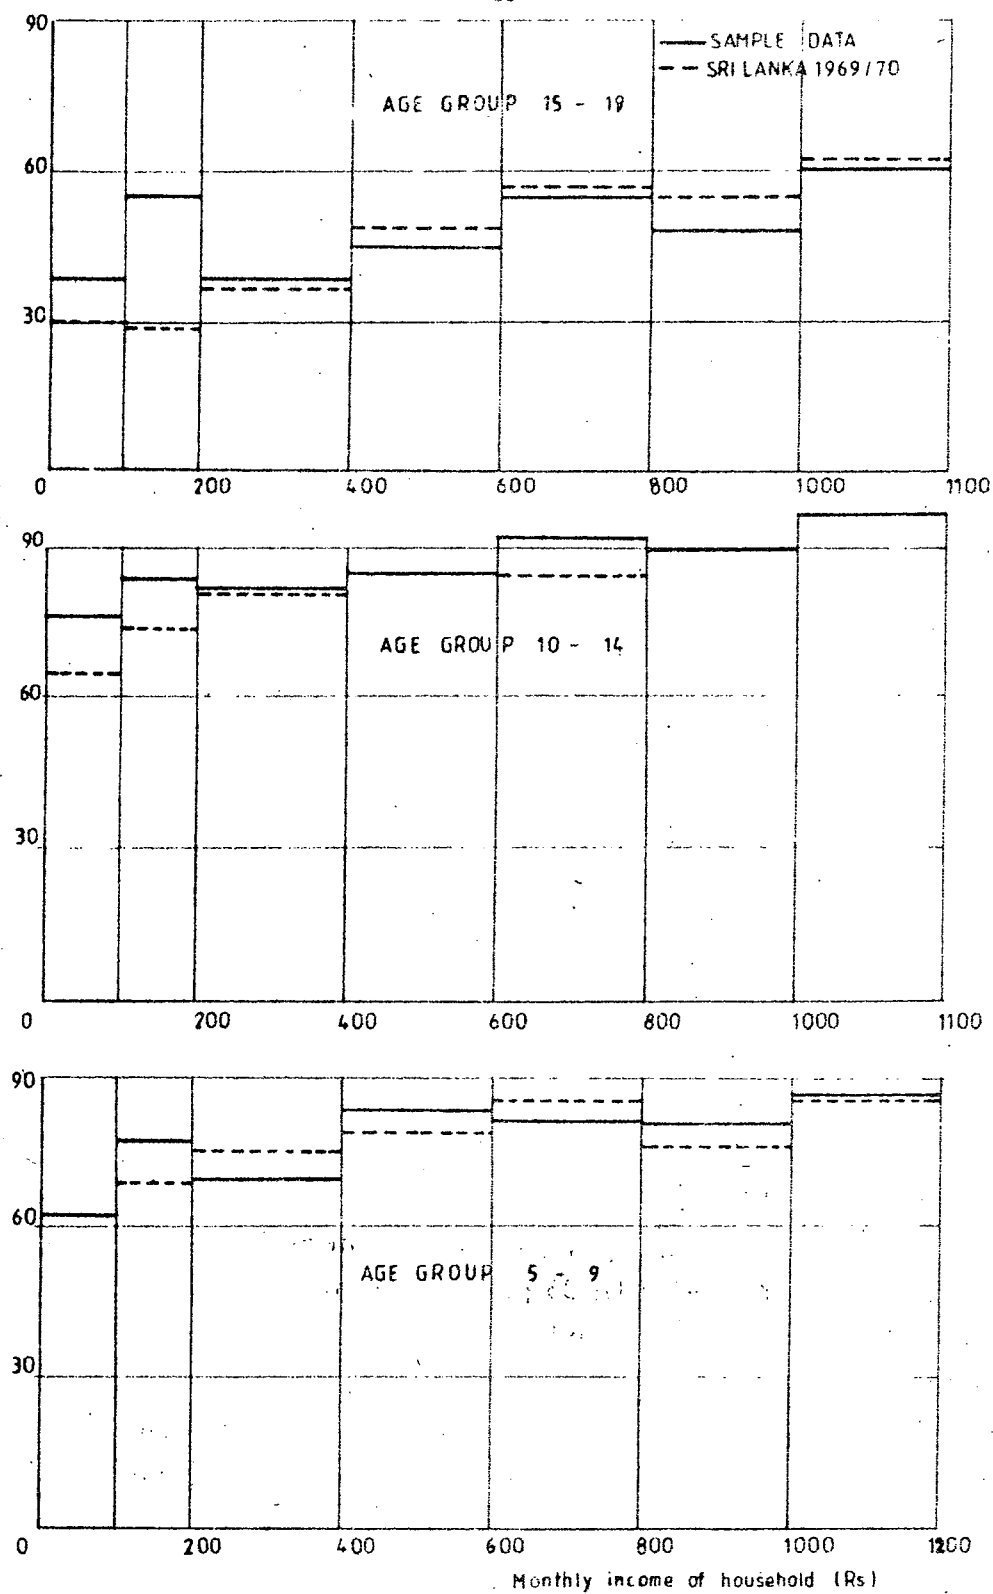 90
SAMPLE DATA
SRI LANKA 1969/70
AGE GROUP 15 - 19
60
30
0 200 400 600 800 1000 1100
90
AGE GROUP 10 - 14
60
30
0 200 400 600 800 1000 1100
90
60
AGE GROUP 5 - 9
30
0 200 400 600 800 1000 1200
Monthly income of household (Rs)